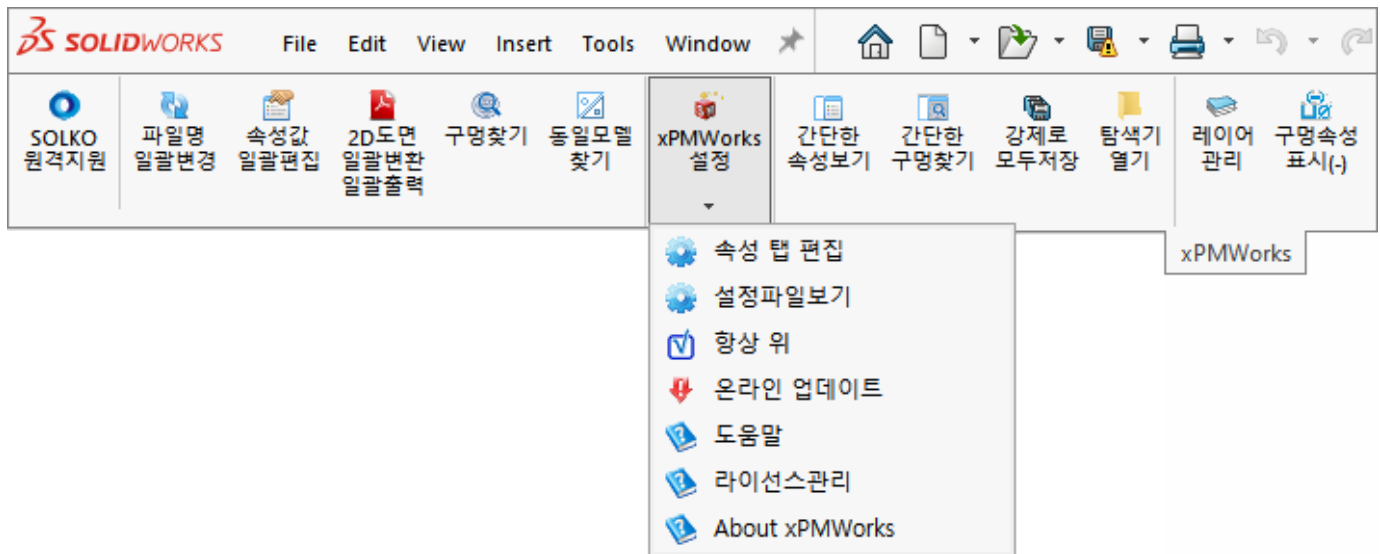 SOLIDWORKS File Edit View Insert Tools Window
SOLKO
원격지원
파일명
일괄변경
속성값
일괄편집
2D도면
일괄변환
일괄출력
구멍찾기
동일모델
찾기
xPMWorks
설정
간단한
속성보기
간단한
구멍찾기
강제로
모두저장
탐색기
열기
레이어
관리
구멍속성
표시(-)
xPMWorks
속성 탭 편집
설정파일보기
항상 위
온라인 업데이트
도움말
라이선스관리
About xPMWorks